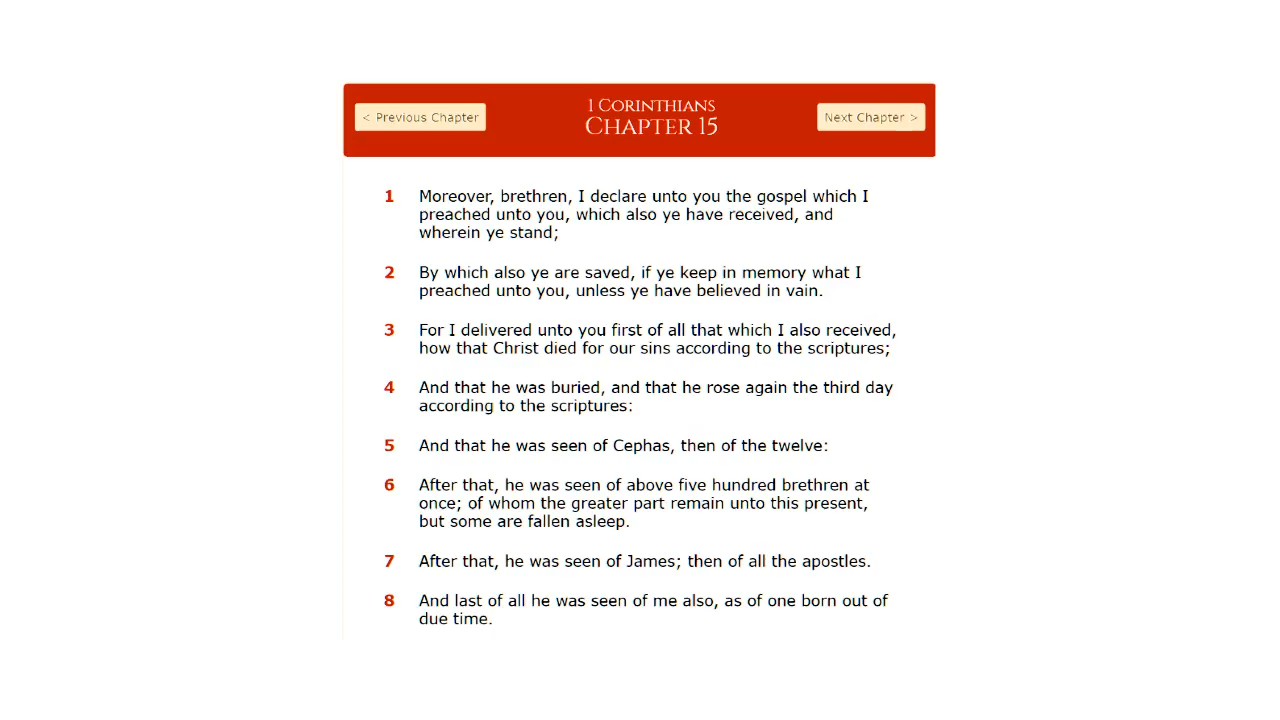 < Previous Chapter
1 Corinthians
Chapter 15
Next Chapter >
1 Moreover, brethren, I declare unto you the gospel which I
preached unto you, which also ye have received, and
wherein ye stand;
2 By which also ye are saved, if ye keep in memory what I
preached unto you, unless ye have believed in vain.
3 For I delivered unto you first of all that which I also received,
how that Christ died for our sins according to the scriptures;
4 And that he was buried, and that he rose again the third day
according to the scriptures:
5 And that he was seen of Cephas, then of the twelve:
6 After that, he was seen of above five hundred brethren at
once; of whom the greater part remain unto this present,
but some are fallen asleep.
7 After that, he was seen of James; then of all the apostles.
8 And last of all he was seen of me also, as of one born out of
due time.